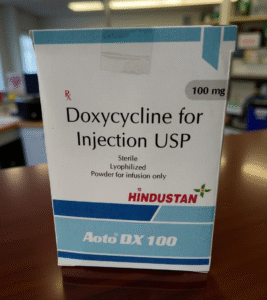 100 mg
℞
Doxycycline for
Injection USP
Sterile
Lyophilized
Powder for infusion only
HINDUSTAN
Aoto DX 100